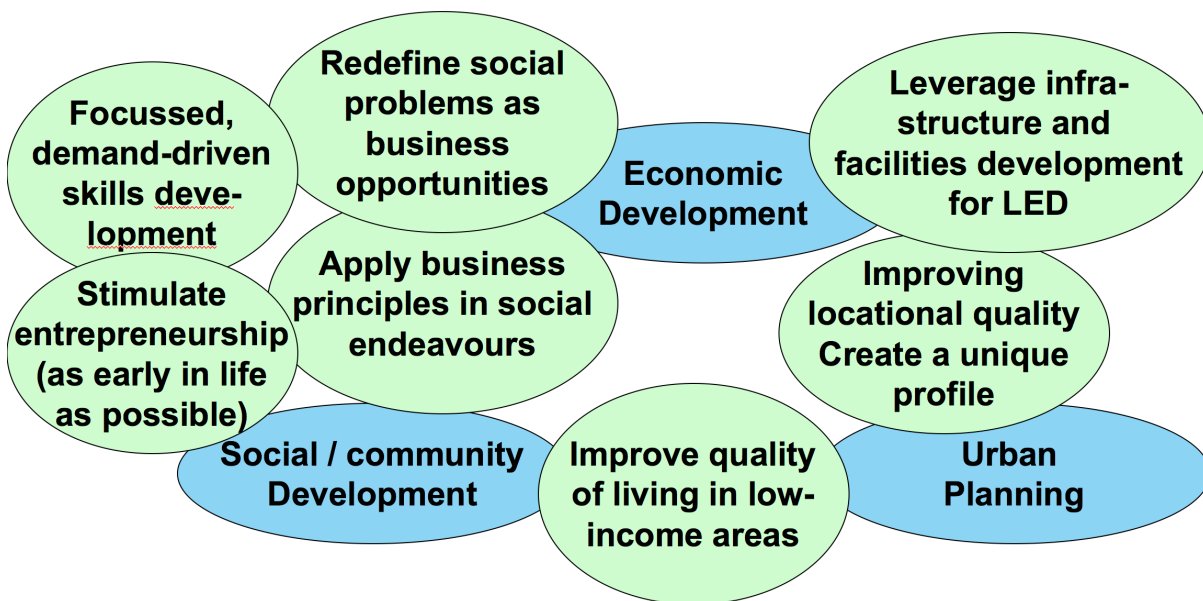 Redefine social
problems as
business
opportunities
Focussed,
demand-driven
skills deve-
lopment
Leverage infra-
structure and
facilities development
for LED
Economic
Development
Apply business
principles in social
endeavours
Stimulate
entrepreneurship
(as early in life
as possible)
Improving
locational quality
Create a unique
profile
Social / community
Development
Improve quality
of living in low-
income areas
Urban
Planning